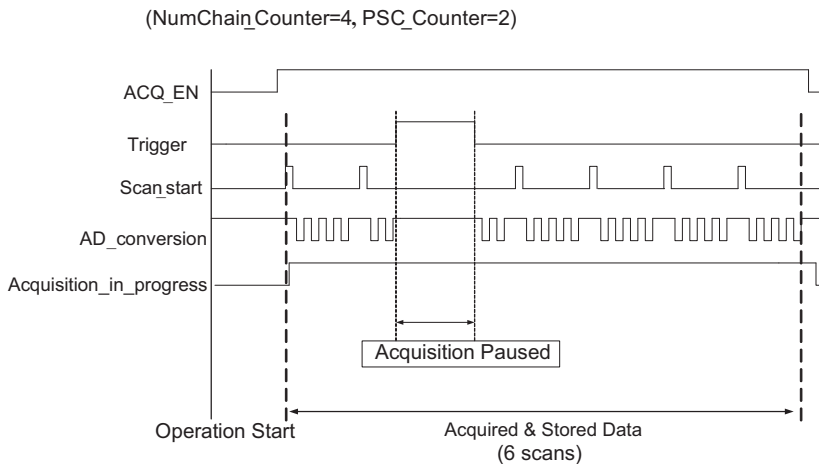 (NumChain_Counter=4, PSC_Counter=2)
ACQ_EN
Trigger
Scan_start
AD_conversion
Acquisition_in_progress
Acquisition Paused
Operation Start
Acquired & Stored Data
(6 scans)